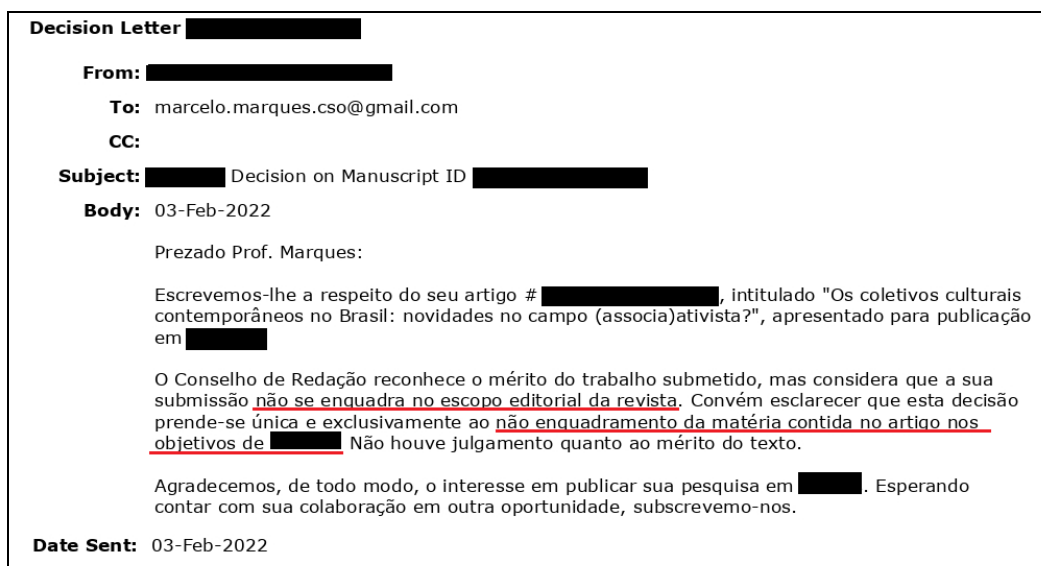 Decision Letter
From:
To: marcelo.marques.cso@gmail.com
CC:
Subject: Decision on Manuscript ID
Body: 03-Feb-2022
Prezado Prof. Marques:
Escrevemos-lhe a respeito do seu artigo # , intitulado "Os coletivos culturais
contemporâneos no Brasil: novidades no campo (associa)ativista?", apresentado para publicação
em
O Conselho de Redação reconhece o mérito do trabalho submetido, mas considera que a sua
submissão não se enquadra no escopo editorial da revista. Convém esclarecer que esta decisão
prende-se única e exclusivamente ao não enquadramento da matéria contida no artigo nos
objetivos de Não houve julgamento quanto ao mérito do texto.
Agradecemos, de todo modo, o interesse em publicar sua pesquisa em . Esperando
contar com sua colaboração em outra oportunidade, subscrevemo-nos.
Date Sent: 03-Feb-2022